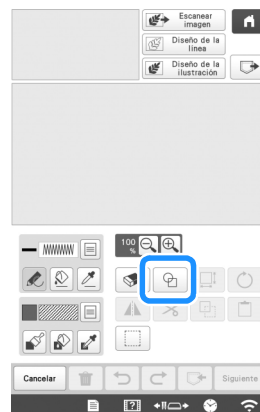 Escanear
imagen
Diseño de la
línea
Diseño de la
ilustración
100
%
Cancelar
Siguiente